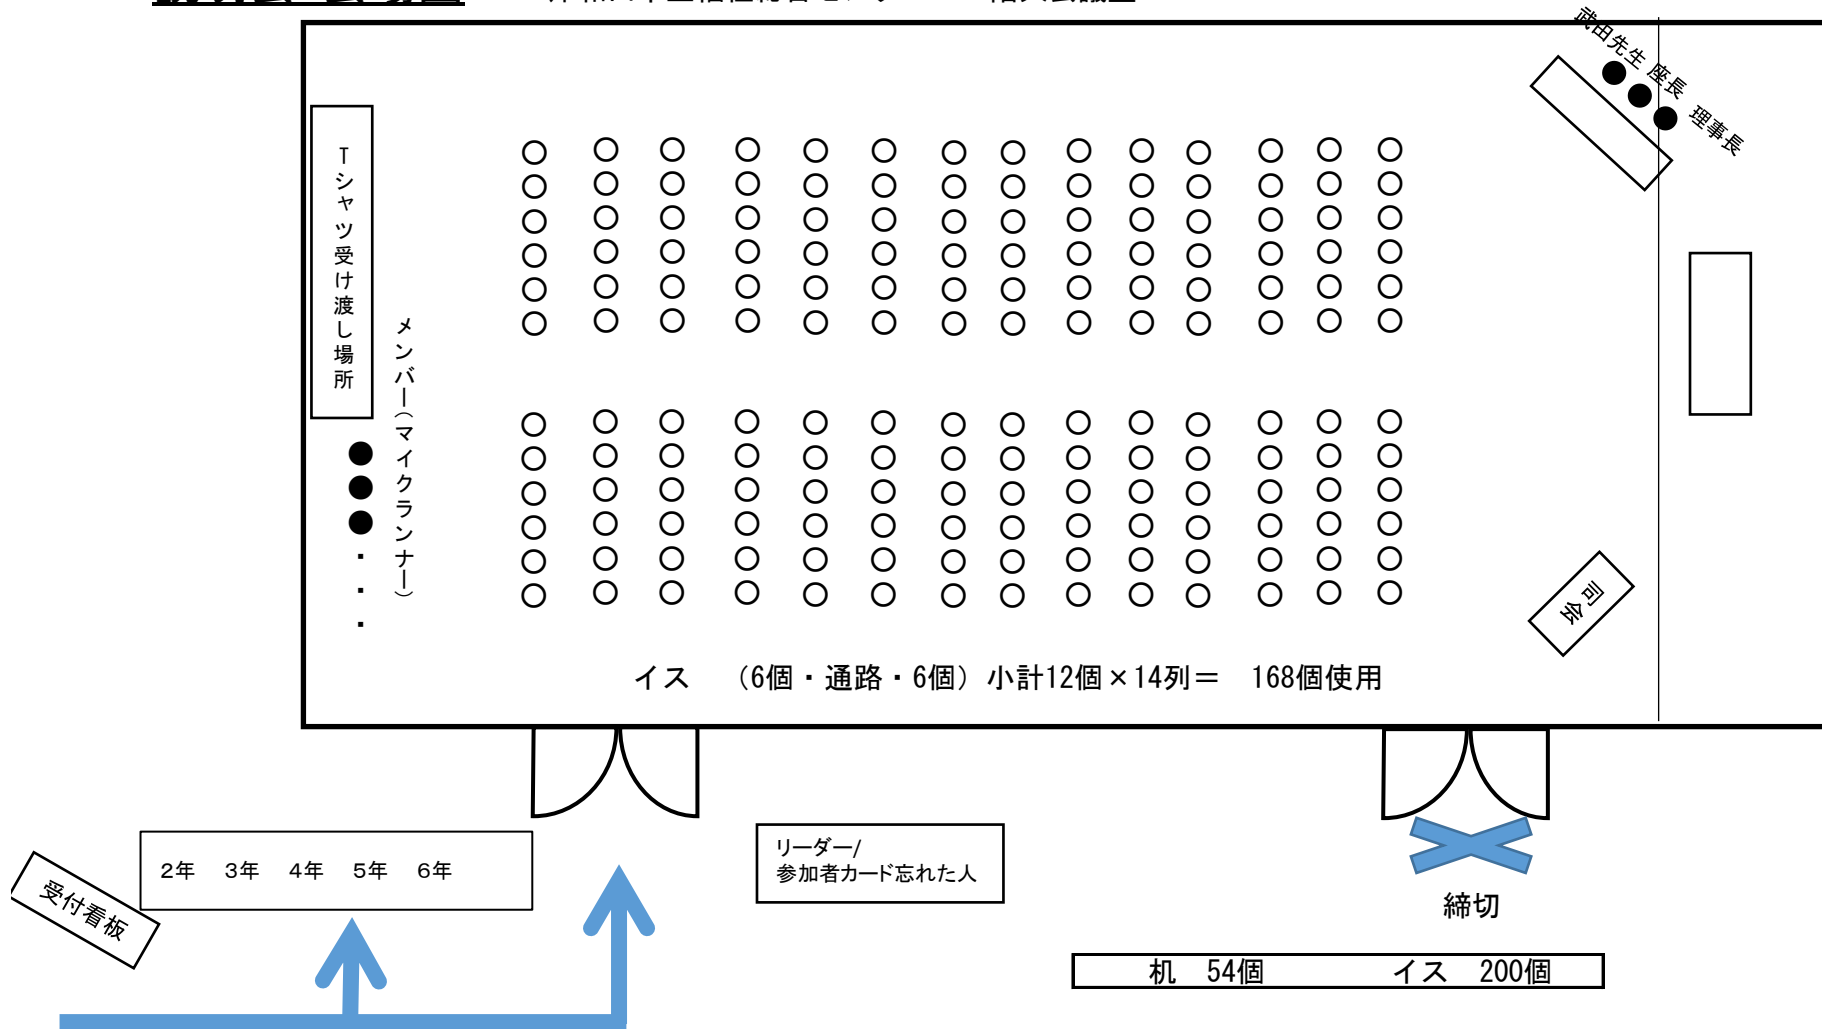 武田先生 座長 理事長
Tシャツ受け渡し場所
メンバー（マイクランナー）
・・・
司会
イス　（6個・通路・6個）小計12個×14列＝　168個使用
2年　3年　4年　5年　6年
受付看板
リーダー/
参加者カード忘れた人
締切
机　54個　イス　200個